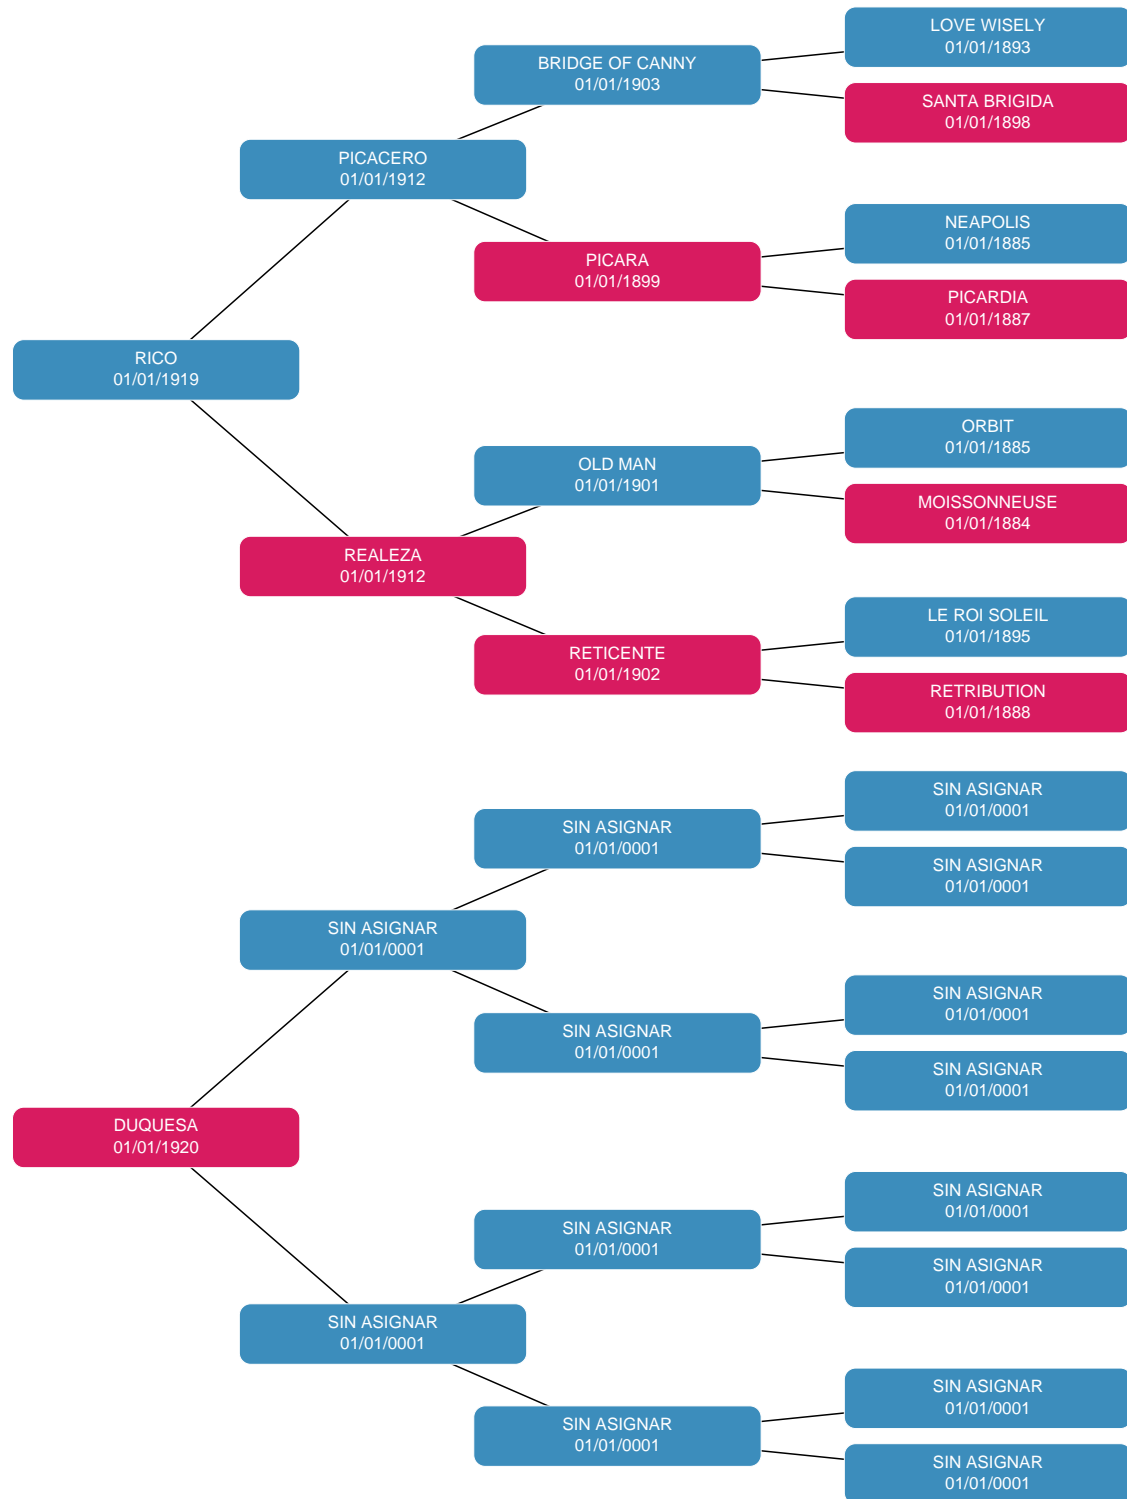 LOVE WISELY
01/01/1893
BRIDGE OF CANNY
01/01/1903
SANTA BRIGIDA
01/01/1898
PICACERO
01/01/1912
NEAPOLIS
01/01/1885
PICARA
01/01/1899
PICARDIA
01/01/1887
RICO
01/01/1919
ORBIT
01/01/1885
OLD MAN
01/01/1901
MOISSONNEUSE
01/01/1884
REALEZA
01/01/1912
LE ROI SOLEIL
01/01/1895
RETICENTE
01/01/1902
RETRIBUTION
01/01/1888
SIN ASIGNAR
01/01/0001
SIN ASIGNAR
01/01/0001
SIN ASIGNAR
01/01/0001
SIN ASIGNAR
01/01/0001
SIN ASIGNAR
01/01/0001
SIN ASIGNAR
01/01/0001
SIN ASIGNAR
01/01/0001
DUQUESA
01/01/1920
SIN ASIGNAR
01/01/0001
SIN ASIGNAR
01/01/0001
SIN ASIGNAR
01/01/0001
SIN ASIGNAR
01/01/0001
SIN ASIGNAR
01/01/0001
SIN ASIGNAR
01/01/0001
SIN ASIGNAR
01/01/0001